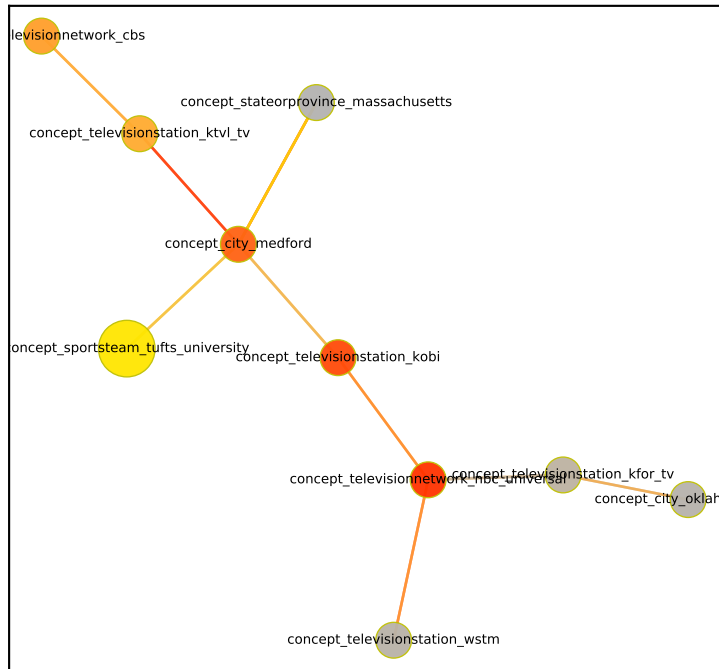 levisionnetwork_cbs
concept_stateorprovince_massachusetts
concept_televisionstation_ktvl_tv
concept_city_medford
concept_sportsteam_tufts_university
concept_televisionstation_kobi
concept_televisionstation_kfor_tv
concept_televisionnetwork_nbc_universal
concept_city_oklah
concept_televisionstation_wstm